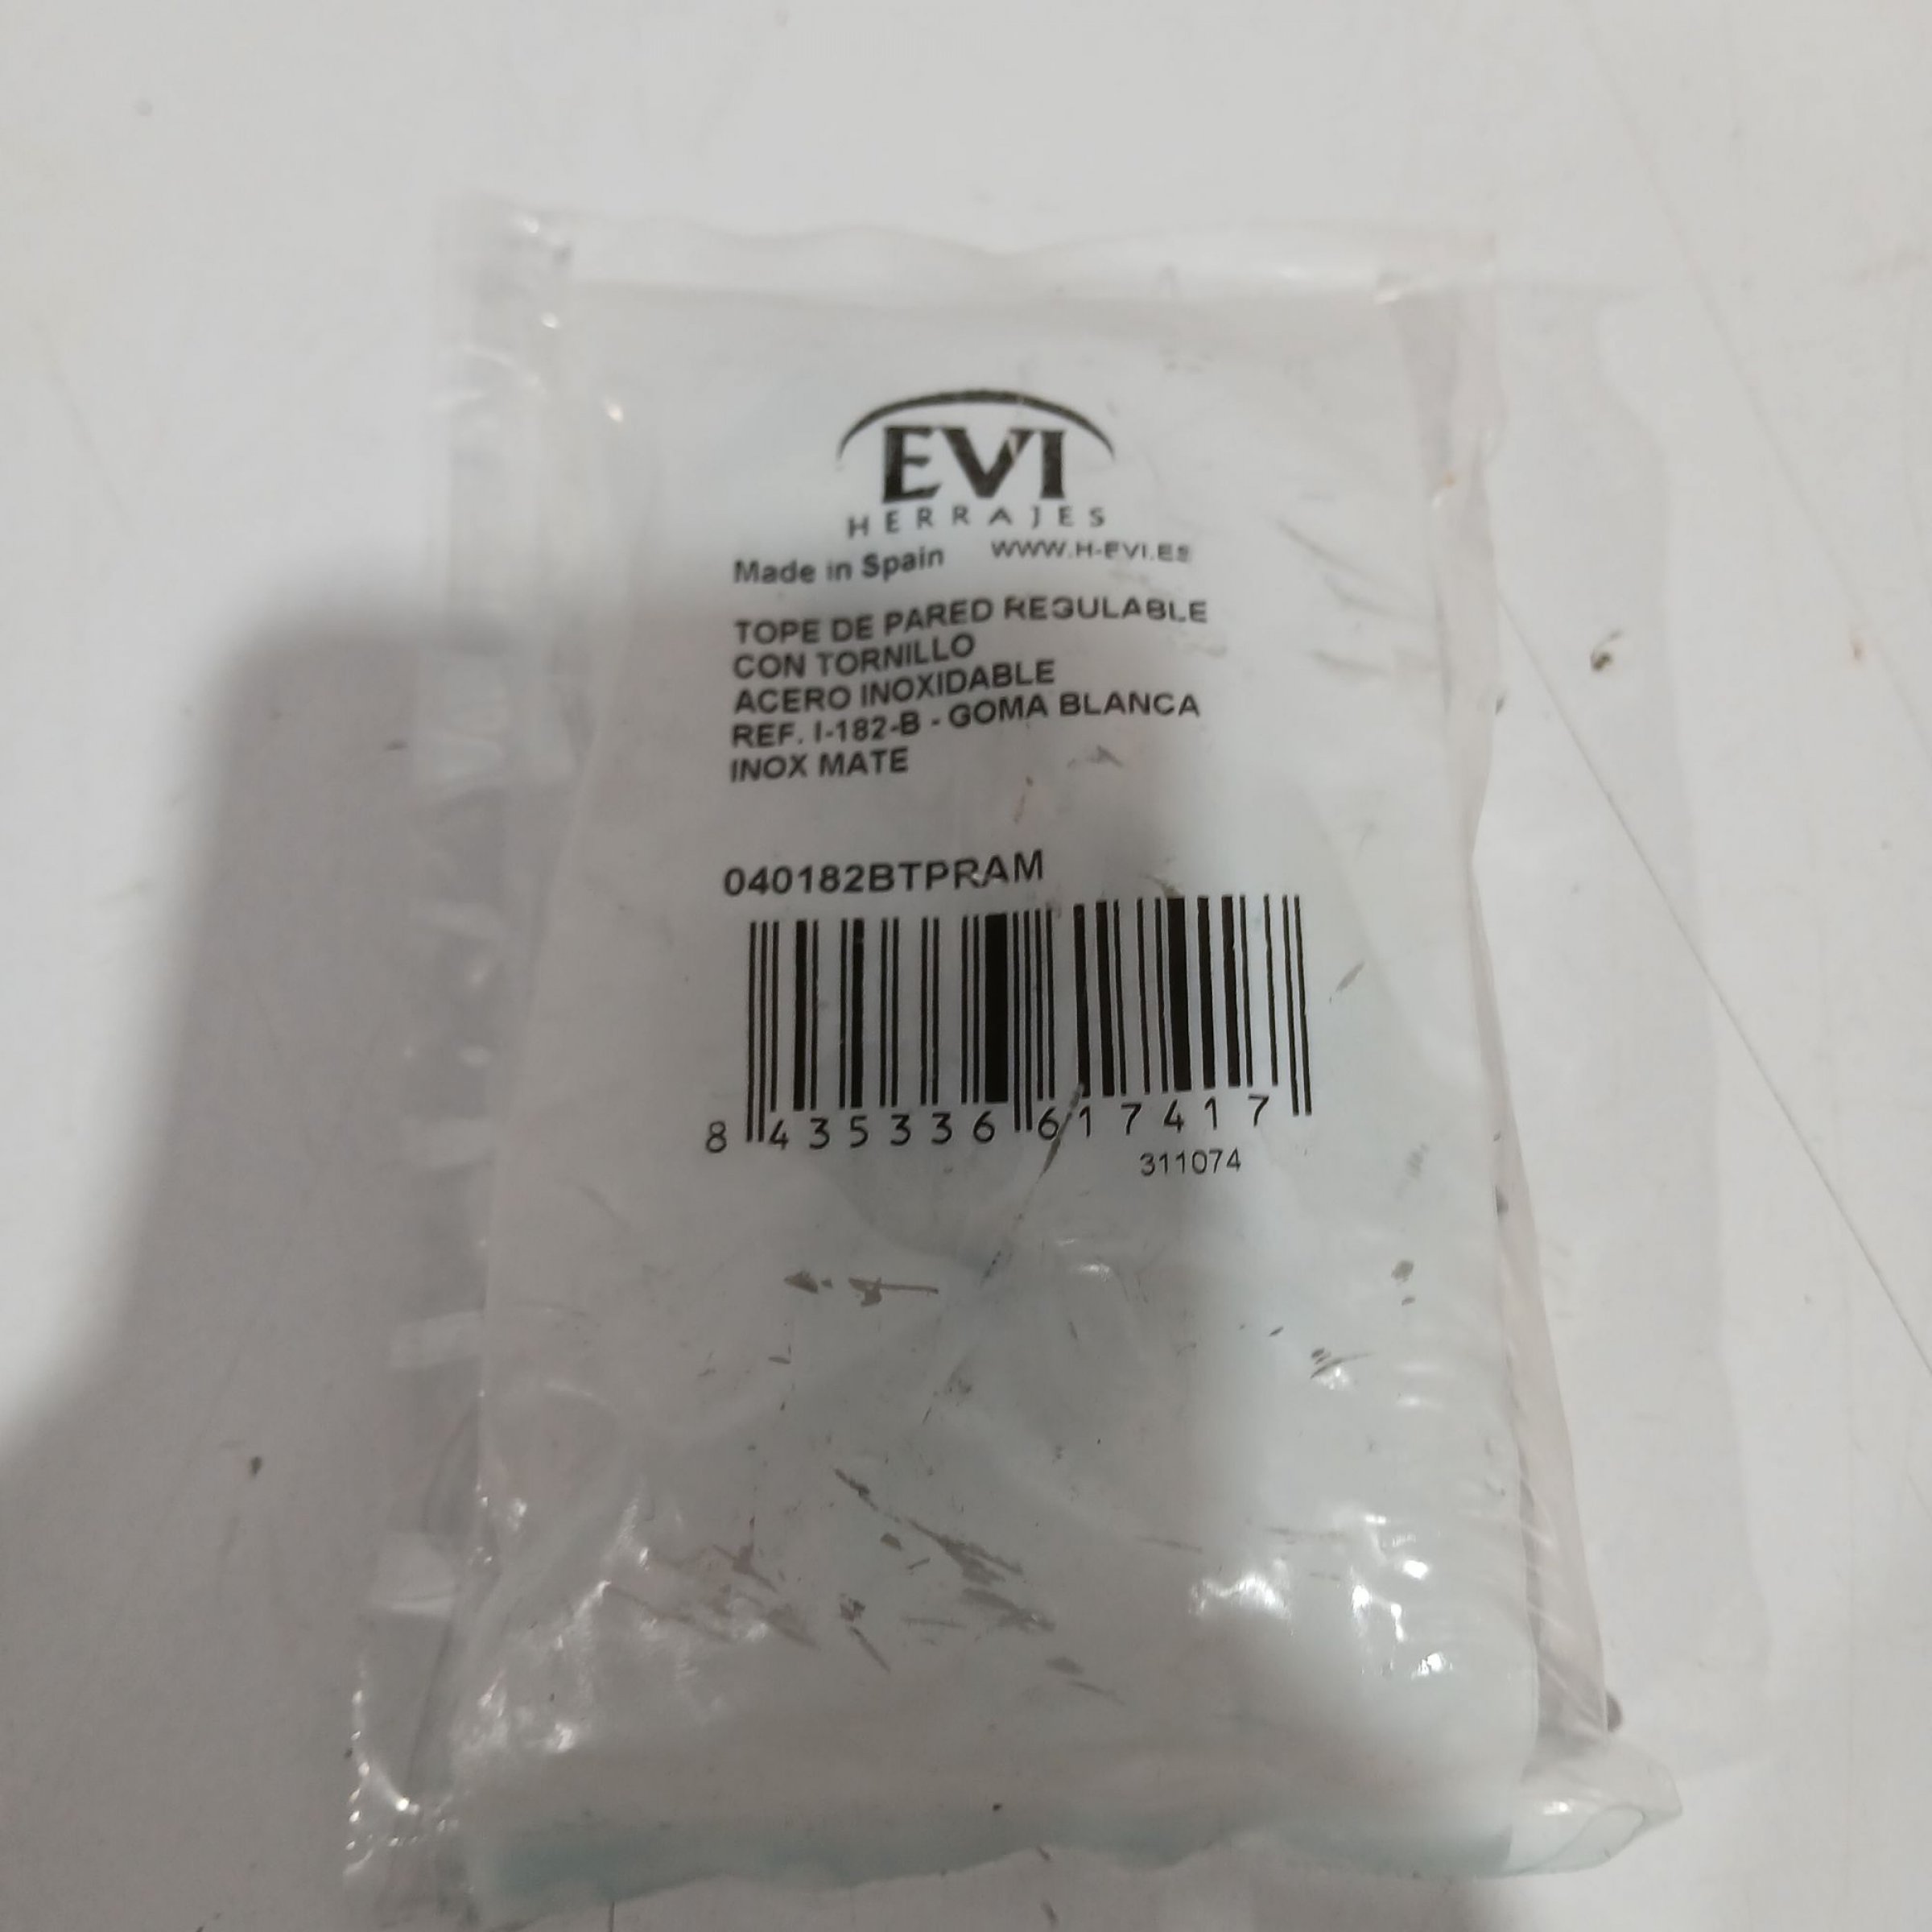 EVI
HERRAJES
Made in Spain WWW.H-EVI.ES
TOPE DE PARED REGULABLE
CON TORNILLO
ACERO INOXIDABLE
REF. I-182-B - GOMA BLANCA
INOX MATE
040182BTPRAM
8 435336 617417
311074